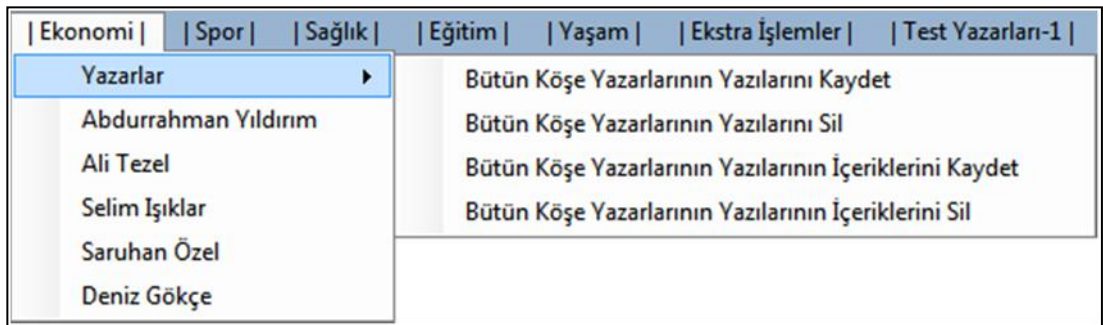 | Ekonomi | | Spor | | Sağlık | | Eğitim | | Yaşam | | Ekstra İşlemler | | Test Yazarları-1 |
Yazarlar
Abdurrahman Yıldırım
Ali Tezel
Selim Işıklar
Saruhan Özel
Deniz Gökçe
Bütün Köşe Yazarlarının Yazılarını Kaydet
Bütün Köşe Yazarlarının Yazılarını Sil
Bütün Köşe Yazarlarının Yazılarının İçeriklerini Kaydet
Bütün Köşe Yazarlarının Yazılarının İçeriklerini Sil